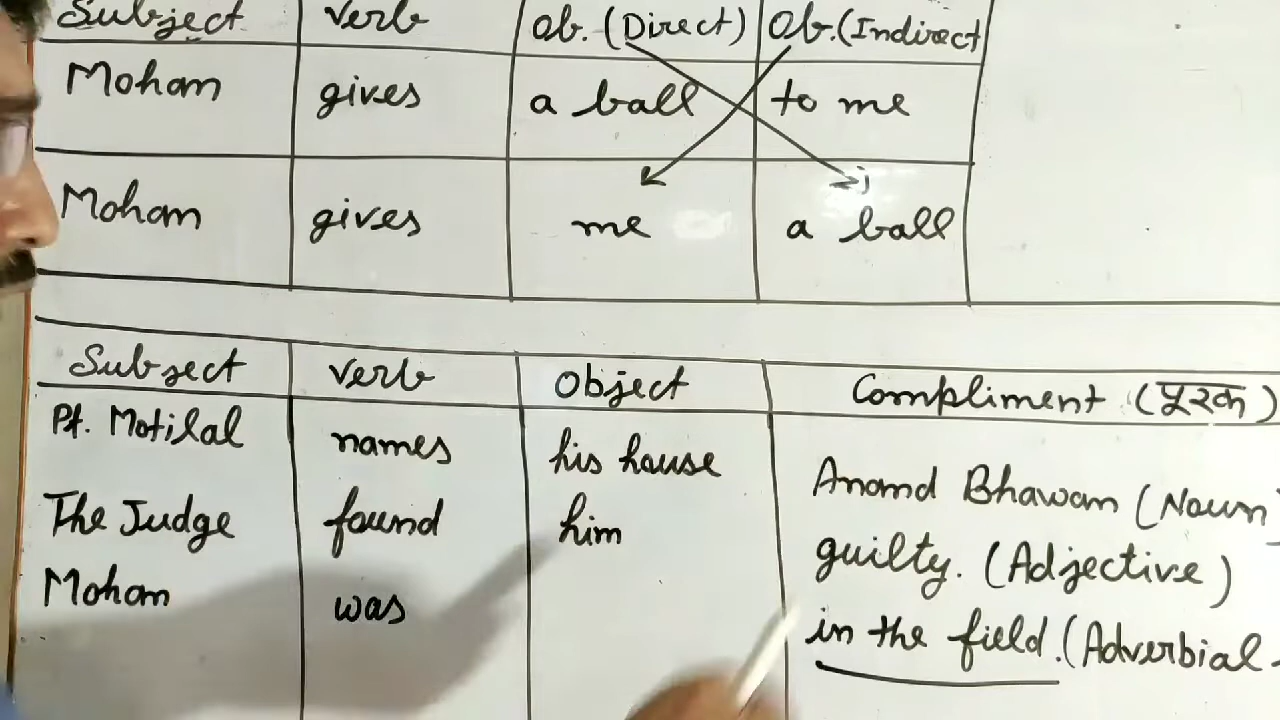 Subject verb ob. (Direct) ob. (Indirect
Mohan gives a ball to me
Mohan gives me a ball
Subject verb Object Compliment (पूरक)
Pt. Motilal names his house Anand Bhawan (Noun
The Judge found him guilty. (Adjective)
Mohan was in the field. (Adverbial